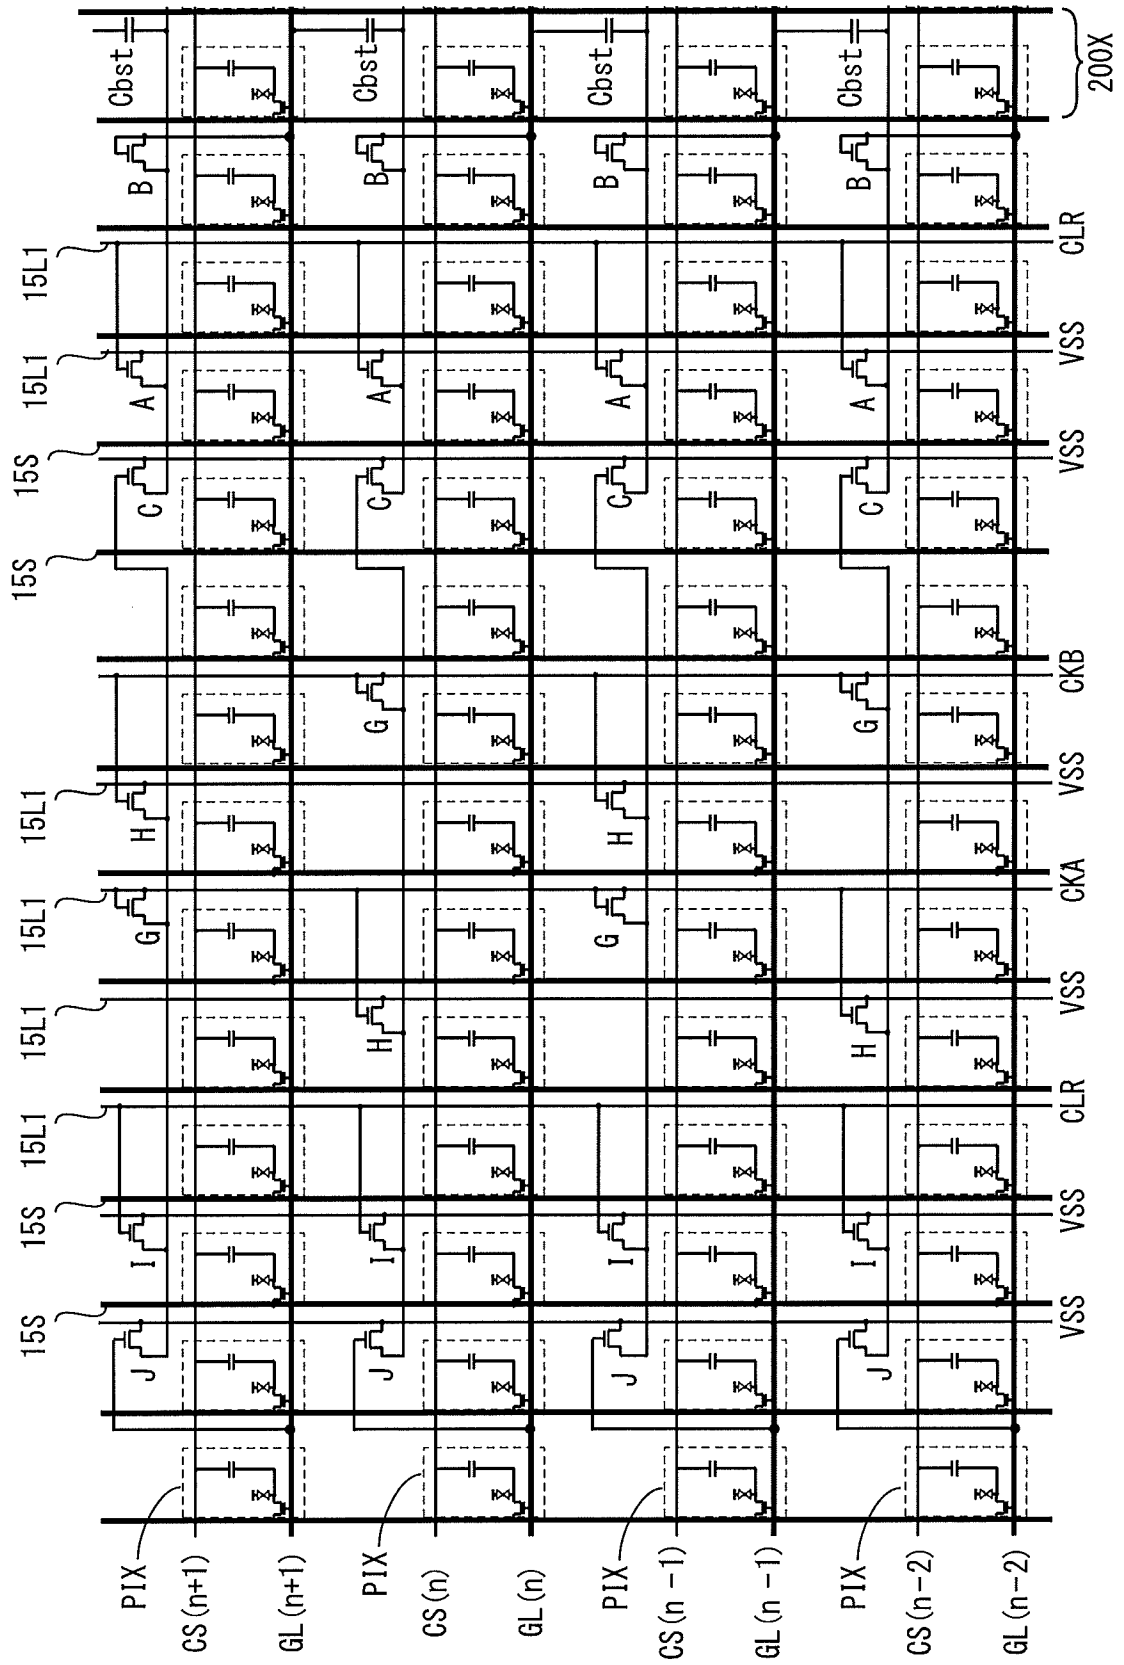 15S 15S 15L1 15L1 15L1 15L1 15S 15S 15L1 15L1
PIX J I G H C A B Cbst
CS(n+1)
GL(n+1)
PIX J I H G C A B Cbst
CS(n)
GL(n)
PIX J I G H C A B Cbst
CS(n-1)
GL(n-1)
PIX J I H G C A B Cbst
CS(n-2)
GL(n-2)
VSS VSS CLR VSS CKA VSS CKB VSS VSS CLR
200X